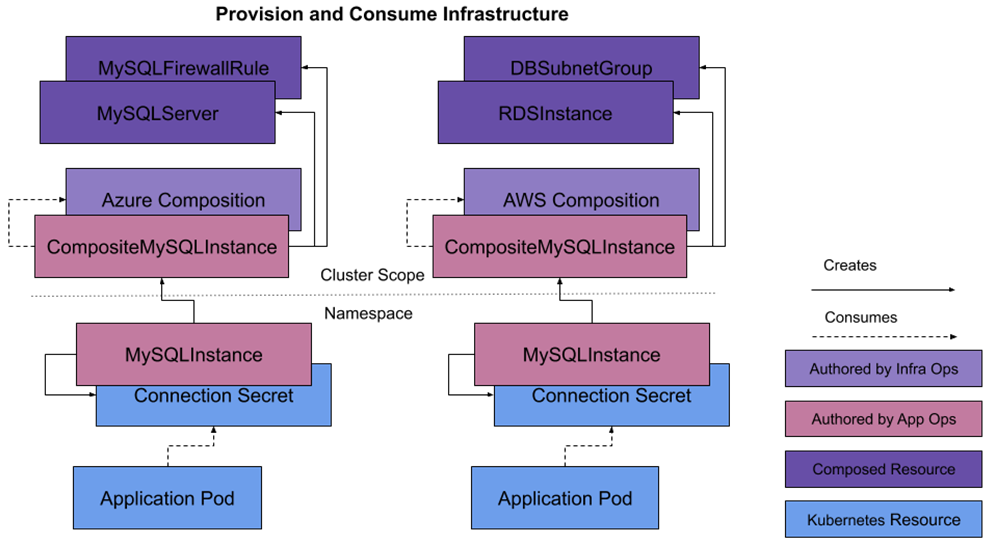 Provision and Consume Infrastructure
MySQLFirewallRule
MySQLServer
Azure Composition
CompositeMySQLInstance
DBSubnetGroup
RDSInstance
AWS Composition
CompositeMySQLInstance
Cluster Scope
Namespace
MySQLInstance
Connection Secret
Application Pod
MySQLInstance
Connection Secret
Application Pod
Creates
Consumes
Authored by Infra Ops
Authored by App Ops
Composed Resource
Kubernetes Resource